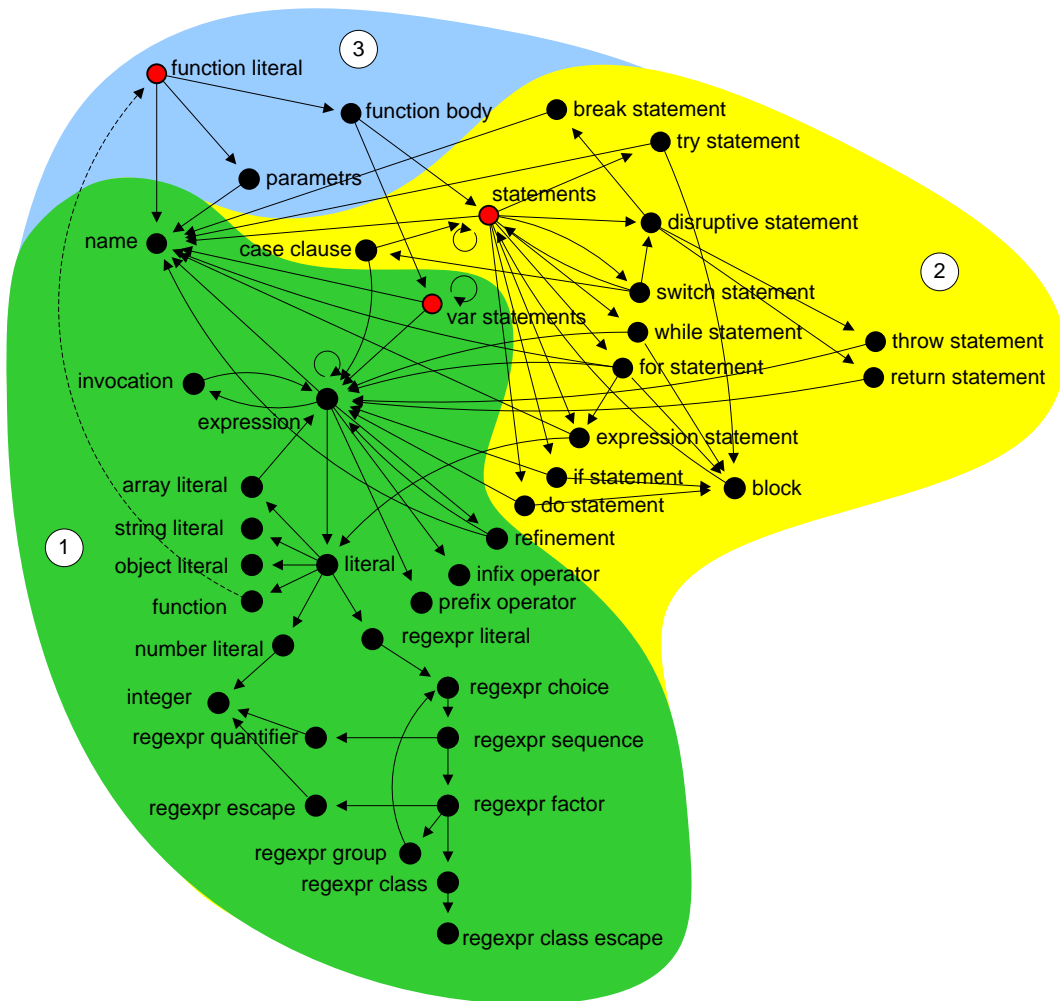 3
function literal
function body
break statement
try statement
parametrs
statements
disruptive statement
name
case clause
2
switch statement
var statements
while statement
throw statement
for statement
invocation
return statement
expression
expression statement
array literal
if statement
block
do statement
string literal
refinement
1
object literal
literal
infix operator
function
prefix operator
regexpr literal
number literal
regexpr choice
integer
regexpr quantifier
regexpr sequence
regexpr escape
regexpr factor
regexpr group
regexpr class
regexpr class escape